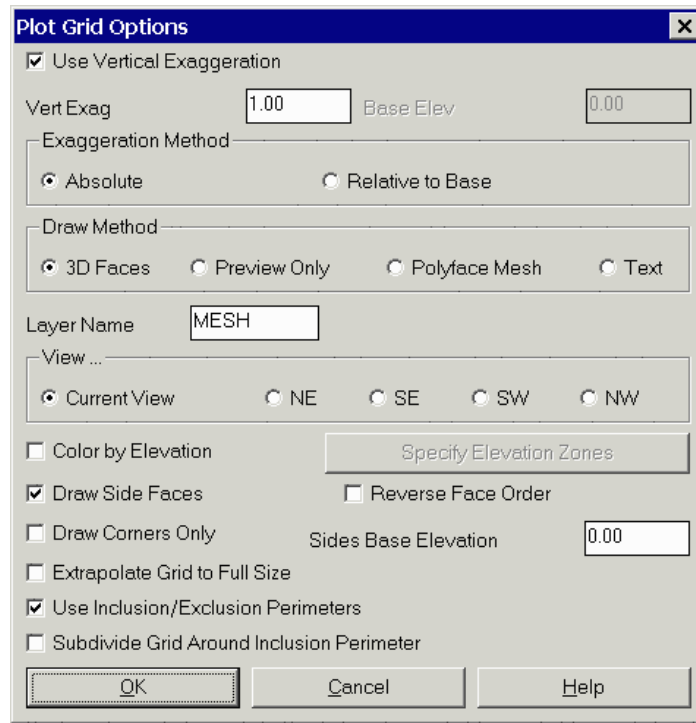 Plot Grid Options
Use Vertical Exaggeration
Vert Exag 1.00 Base Elev 0.00
Exaggeration Method
Absolute Relative to Base
Draw Method
3D Faces Preview Only Polyface Mesh Text
Layer Name MESH
View ...
Current View NE SE SW NW
Color by Elevation Specify Elevation Zones
Draw Side Faces Reverse Face Order
Draw Corners Only Sides Base Elevation 0.00
Extrapolate Grid to Full Size
Use Inclusion/Exclusion Perimeters
Subdivide Grid Around Inclusion Perimeter
OK Cancel Help